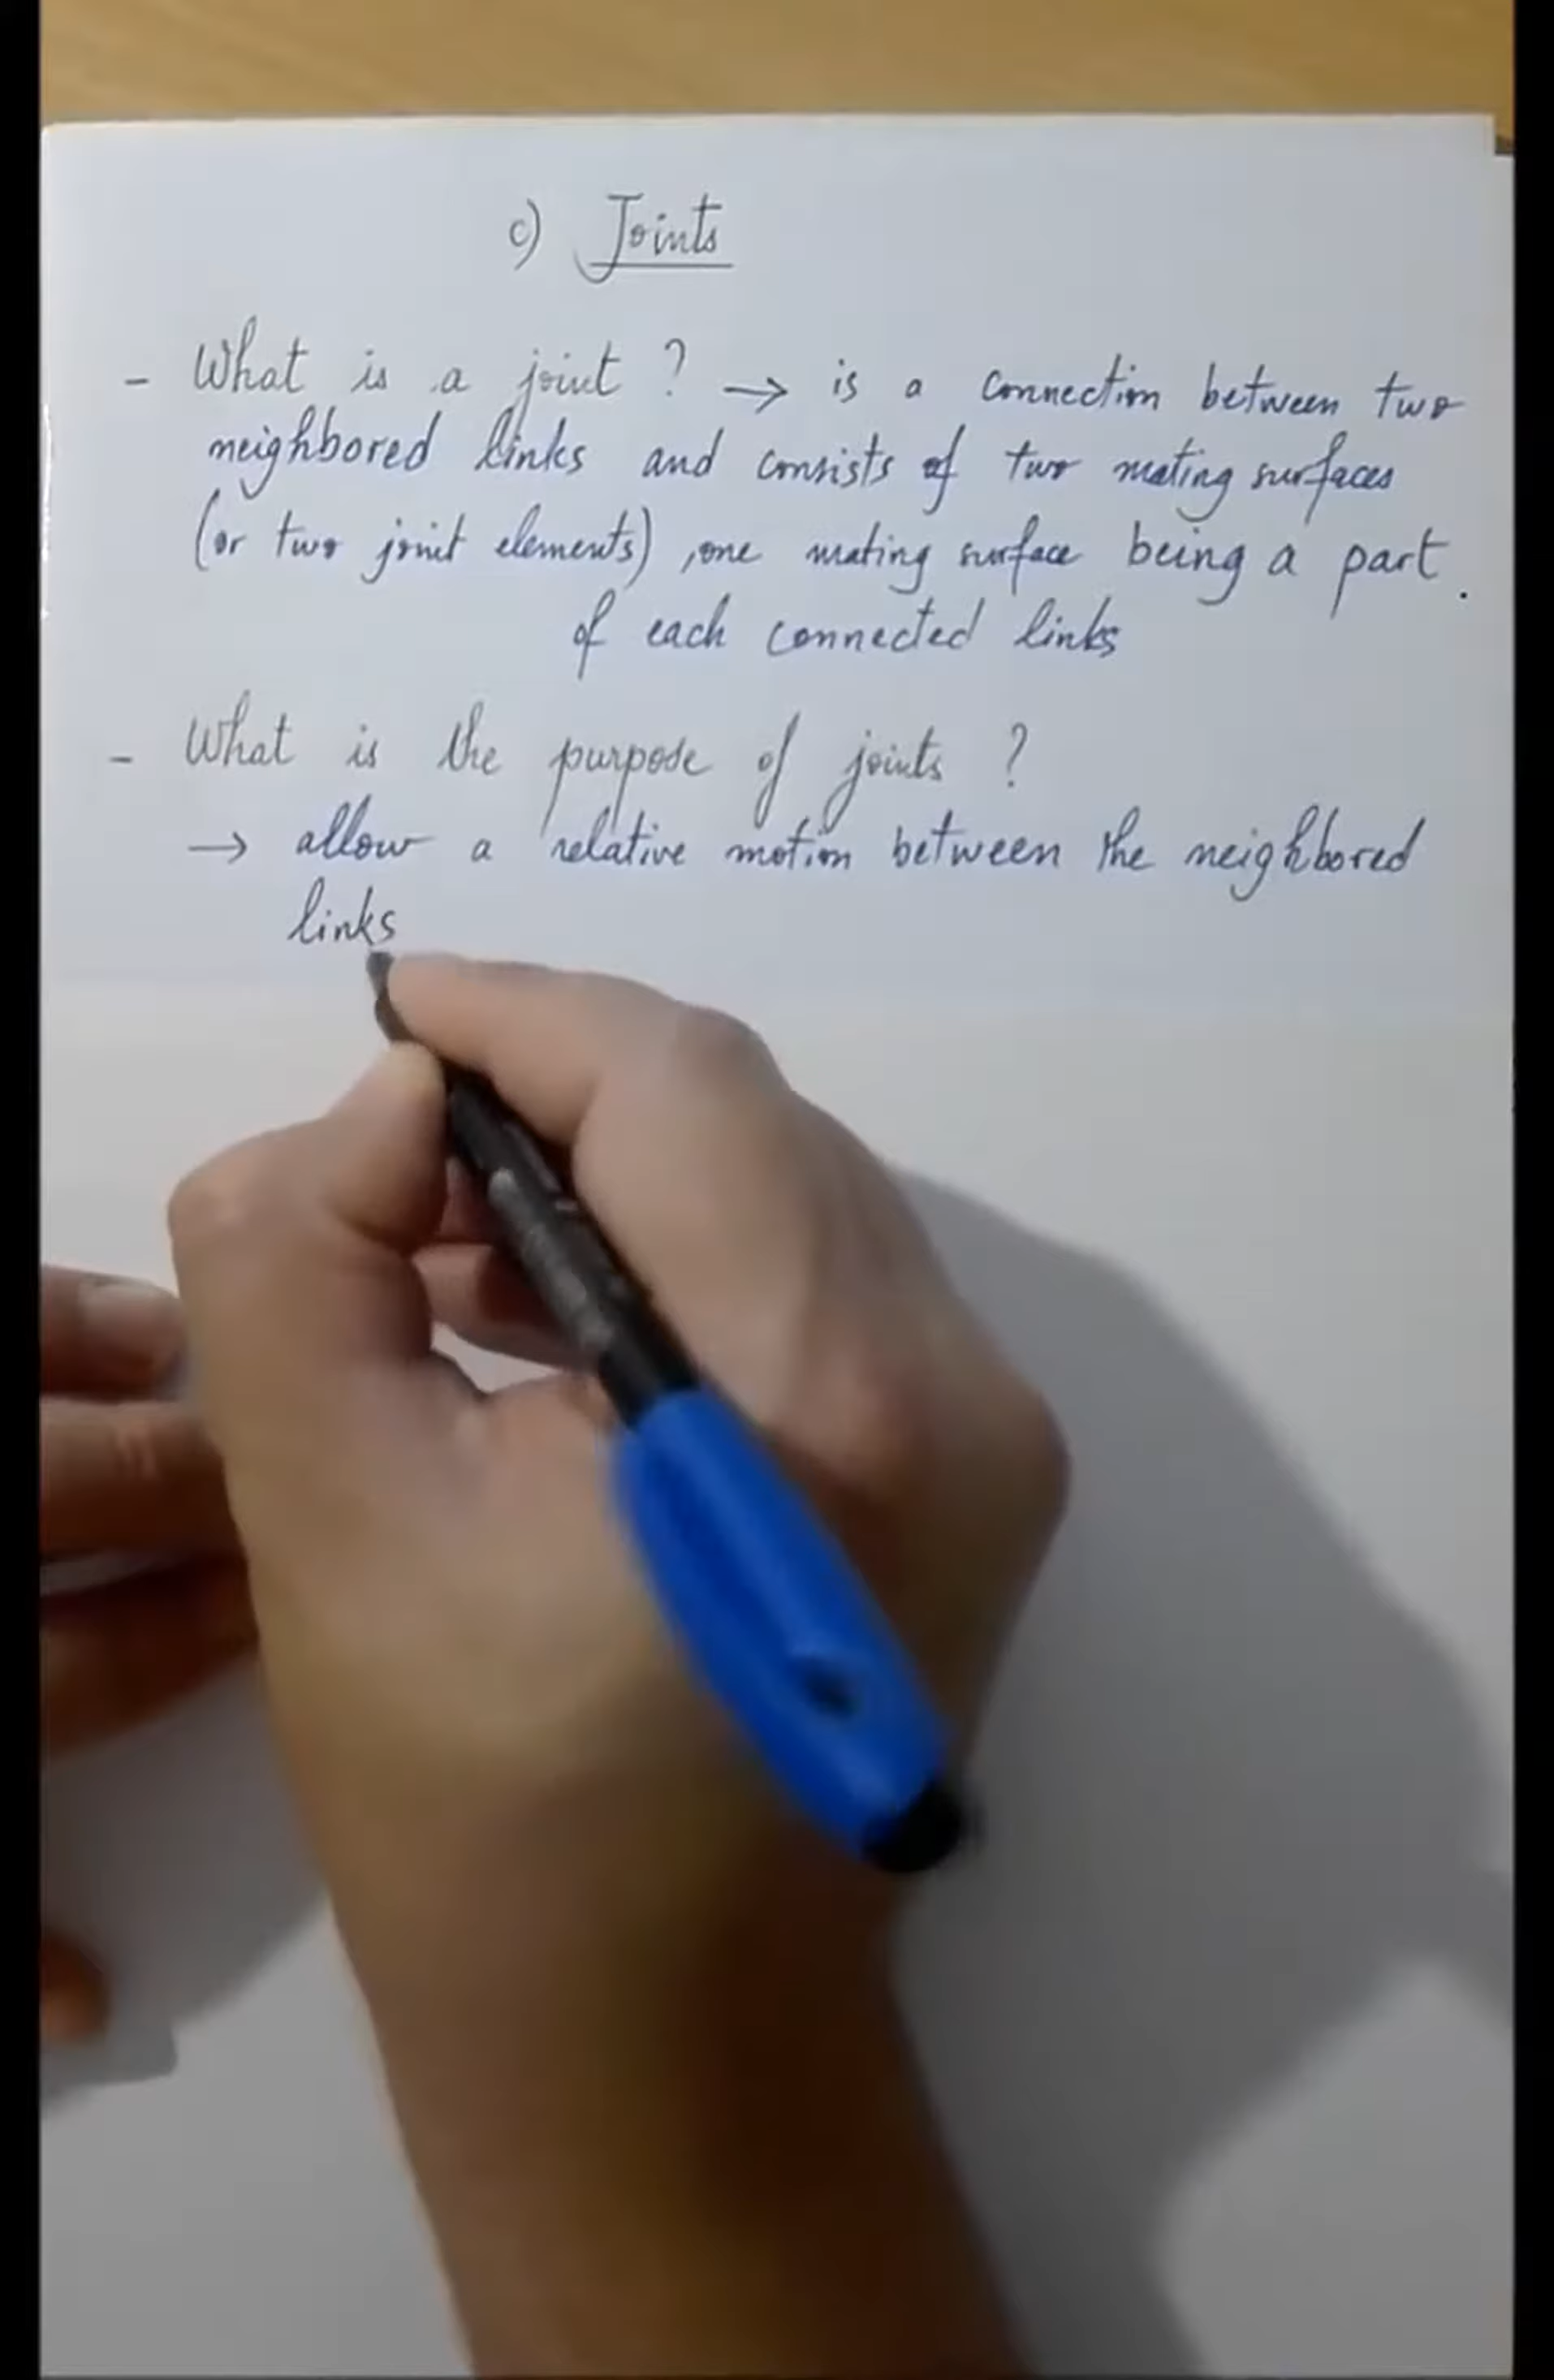 c) Joints
- What is a joint ? → is a connection between two
neighbored links and consists of two mating surfaces
(or two joint elements) , one mating surface being a part .
of each connected links
- What is the purpose of joints ?
→ allow a relative motion between the neighbored
links